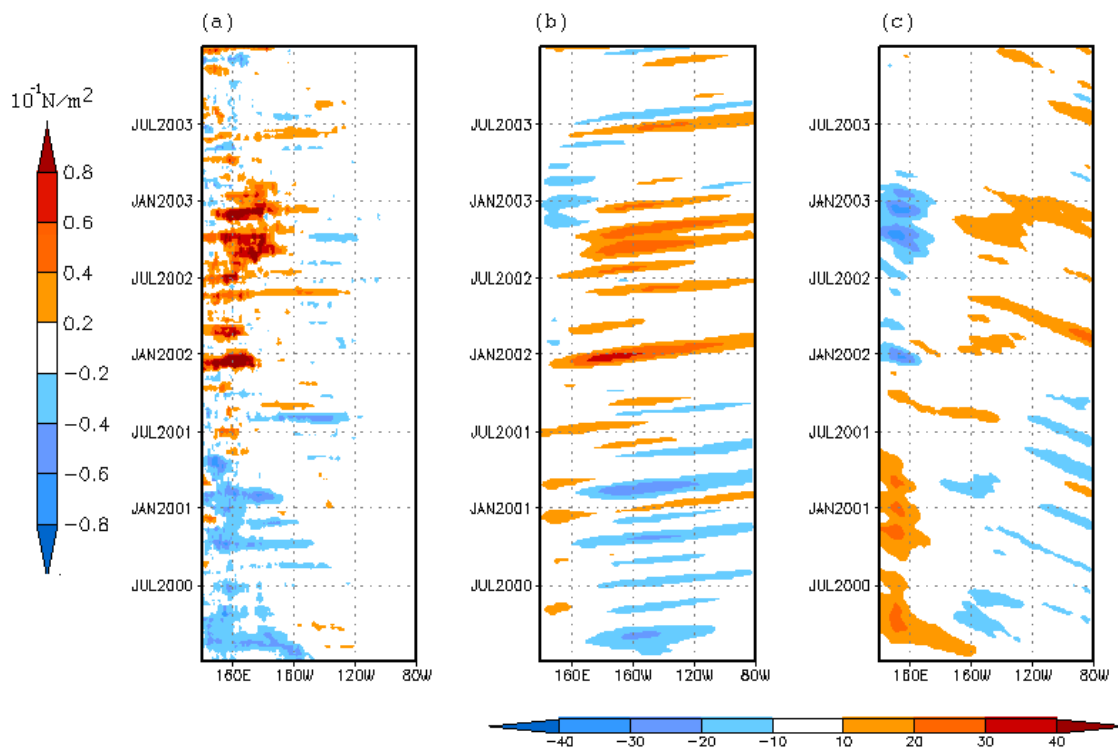 (a)
(b)
(c)
10⁻¹N/m²
0.8
0.6
0.4
0.2
−0.2
−0.4
−0.6
−0.8
JUL2003
JAN2003
JUL2002
JAN2002
JUL2001
JAN2001
JUL2000
160E 160W 120W 80W
JUL2003
JAN2003
JUL2002
JAN2002
JUL2001
JAN2001
JUL2000
160E 160W 120W 80W
JUL2003
JAN2003
JUL2002
JAN2002
JUL2001
JAN2001
JUL2000
160E 160W 120W 80W
−40 −30 −20 −10 10 20 30 40